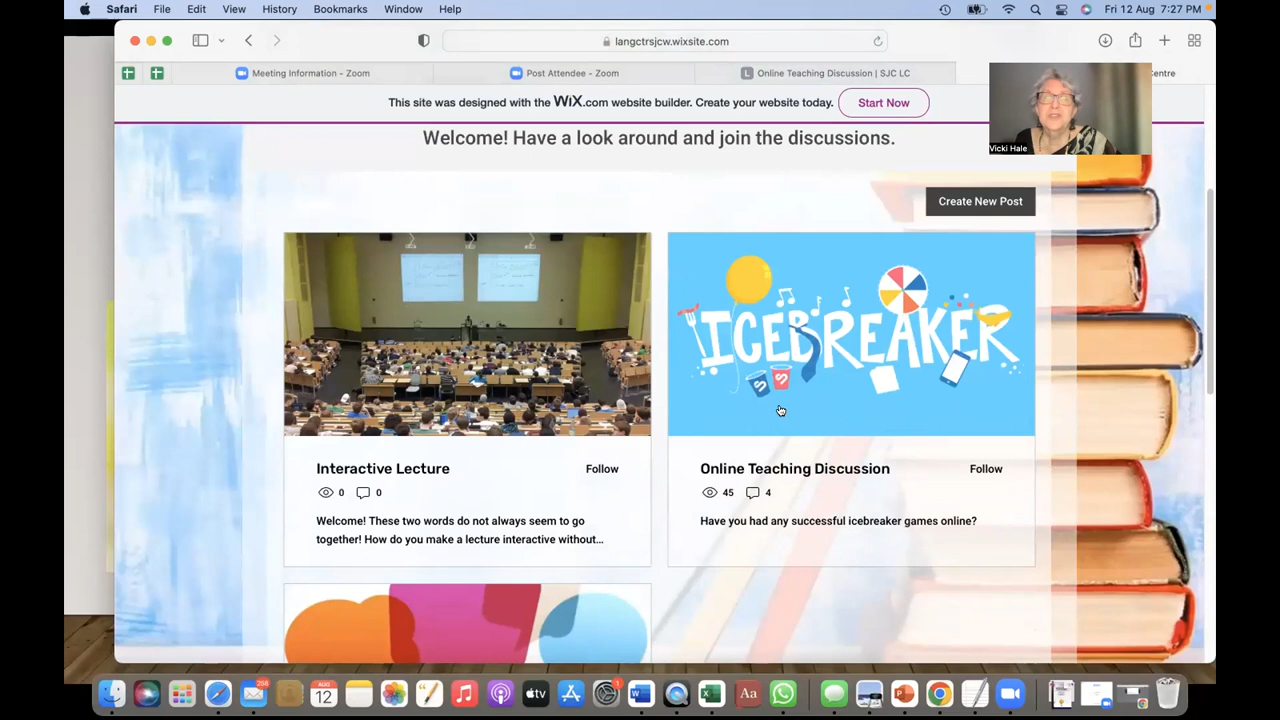 Safari File Edit View History Bookmarks Window Help Fri 12 Aug 7:27 PM
langctrsjcw.wixsite.com
Meeting Information - Zoom
Post Attendee - Zoom
L Online Teaching Discussion | SJC LC
Centre
This site was designed with the WiX.com website builder. Create your website today. Start Now
Vicki Hale
Welcome! Have a look around and join the discussions.
Create New Post
ICEBREAKER
Interactive Lecture Follow
0 0
Welcome! These two words do not always seem to go
together! How do you make a lecture interactive without...
Online Teaching Discussion Follow
45 4
Have you had any successful icebreaker games online?
208
AUG
12
tv
1
W
X
Aa
P